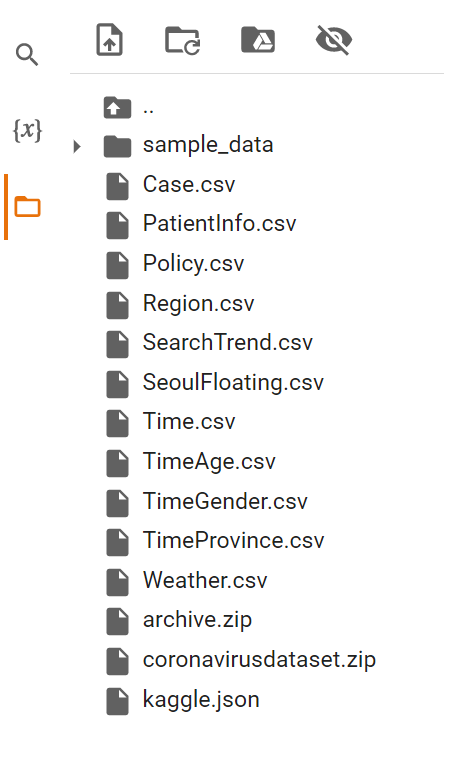 ..
{x}
sample_data
Case.csv
PatientInfo.csv
Policy.csv
Region.csv
SearchTrend.csv
SeoulFloating.csv
Time.csv
TimeAge.csv
TimeGender.csv
TimeProvince.csv
Weather.csv
archive.zip
coronavirusdataset.zip
kaggle.json